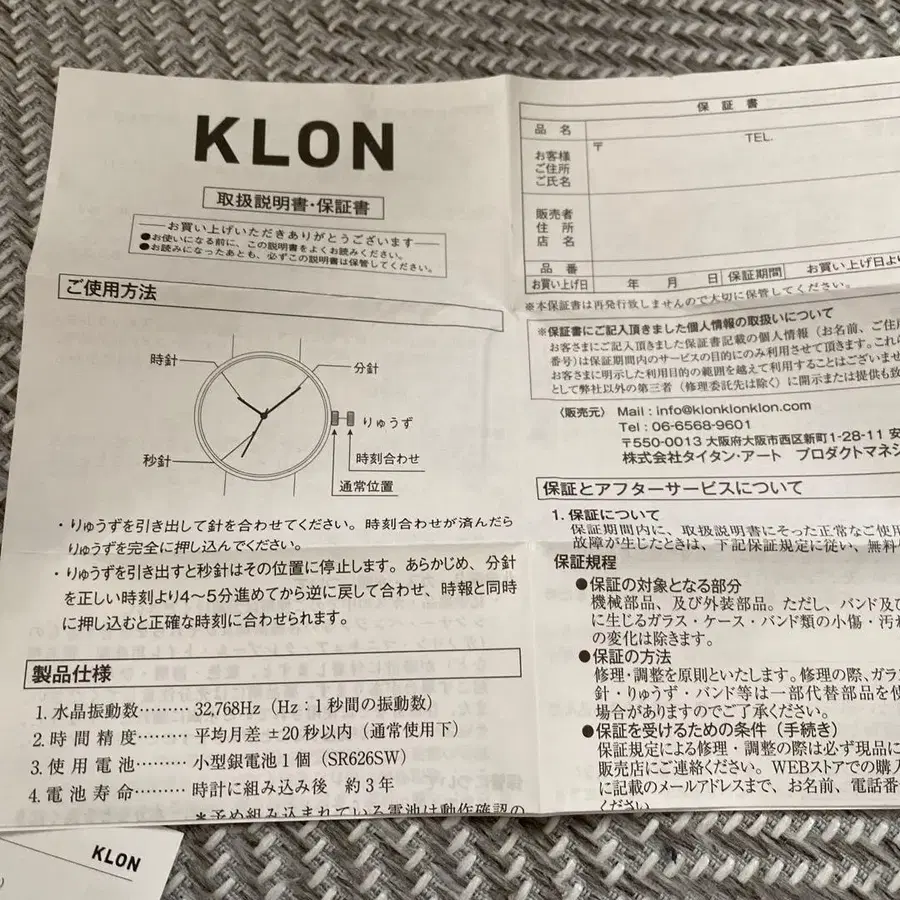 KLON
取扱説明書・保証書
お買い上げいただきありがとうございます
●お使いになる前に、この説明書をよくお読みください。
●お読みになったあとも、必ずこの説明書は保管してください。
ご使用方法
時針
分針
りゅうず
秒針
時刻合わせ
通常位置
・りゅうずを引き出して針を合わせてください。時刻合わせが済んだら
りゅうずを完全に押し込んでください。
・りゅうずを引き出すと秒針はその位置に停止します。あらかじめ、分針
を正しい時刻より4〜5分進めてから逆に戻して合わせ、時報と同時
に押し込むと正確な時刻に合わせられます。
製品仕様
1. 水晶振動数……… 32,768Hz（Hz：1秒間の振動数）
2. 時間精度……… 平均月差 ±20秒以内（通常使用下）
3. 使用電池……… 小型銀電池1個（SR626SW）
4. 電池寿命……… 時計に組み込み後 約3年
＊予め組み込まれている電池は動作確認の
保証書
品名
お客様
ご住所
ご氏名
〒
TEL.
販売者
住所
店名
品番
お買い上げ日
年 月 日
保証期間
お買い上げ日よ
※本保証書は再発行致しませんので大切に保管してください。
※保証書にご記入頂きました個人情報の取扱いについて
お客さまにご記入頂きました保証書記載の個人情報（お名前、ご住
番号）は保証期間内のサービスの目的にのみ利用させて頂きます。これ
お客さまに明示した利用目的の範囲を越えて利用することはございませ
として弊社以外の第三者（修理委託先は除く）に開示または提供も致
〈販売元〉 Mail : info@klonklonklon.com
Tel : 06-6568-9601
〒550-0013 大阪府大阪市西区新町1-28-11 安
株式会社タイタン・アート プロダクトマネジ
保証とアフターサービスについて
1. 保証について
保証期間内に、取扱説明書にそった正常なご使用
故障が生じたときは、下記保証規定に従い、無料
保証規程
●保証の対象となる部分
機械部品、及び外装部品。ただし、バンド及び
に生じるガラス・ケース・バンド類の小傷・汚
の変化は除きます。
●保証の方法
修理・調整を原則といたします。修理の際、ガラ
針・りゅうず・バンド等は一部代替部品を使
場合がありますのでご了承ください。
●保証を受けるための条件（手続き）
保証規程による修理・調整の際は必ず現品に
販売店にご連絡ください。WEBストアでの購入
に記載のメールアドレスまで、お名前、電話番
ください。
KLON